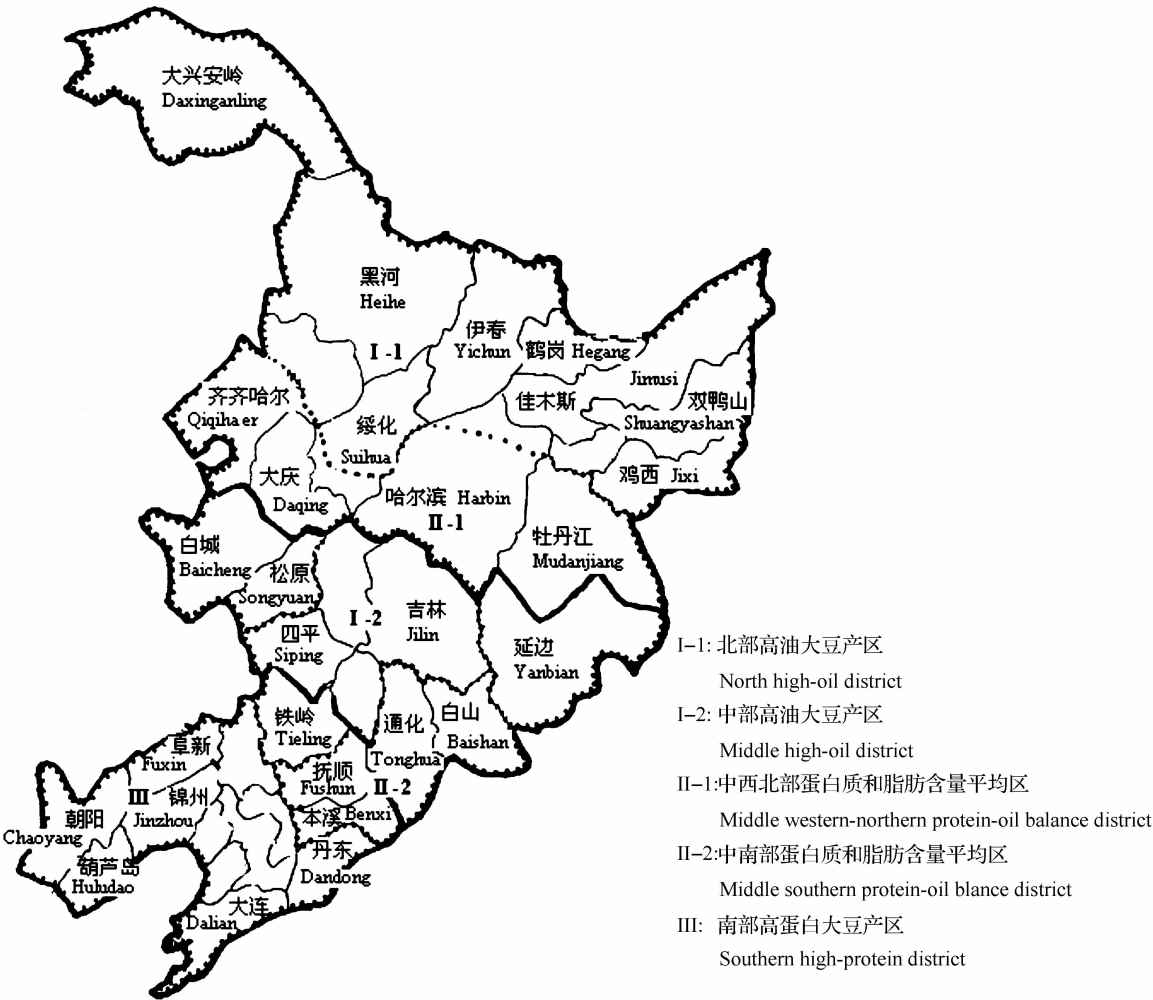 大兴安岭
Daxinganling
黑河
Heihe
伊春
Yichun
鹤岗 Hegang
I-1
Jimusi
齐齐哈尔
Qiqihaer
佳木斯
双鸭山
Shuangyashan
绥化
Suihua
鸡西 Jixi
大庆
Daqing
哈尔滨 Harbin
II-1
牡丹江
Mudanjiang
白城
Baicheng
松原
Songyuan
I-2
吉林
Jilin
四平
Siping
延边
Yanbian
铁岭
Tieling
通化
Tonghua
白山
Baishan
阜新
Fuxin
抚顺
Fushun
II-2
III
锦州
Jinzhou
朝阳
Chaoyang
本溪 Benxi
丹东
Dandong
葫芦岛
Huludao
大连
Dalian
I-1: 北部高油大豆产区
North high-oil district
I-2: 中部高油大豆产区
Middle high-oil district
II-1:中西北部蛋白质和脂肪含量平均区
Middle western-northern protein-oil balance district
II-2:中南部蛋白质和脂肪含量平均区
Middle southern protein-oil blance district
III: 南部高蛋白大豆产区
Southern high-protein district